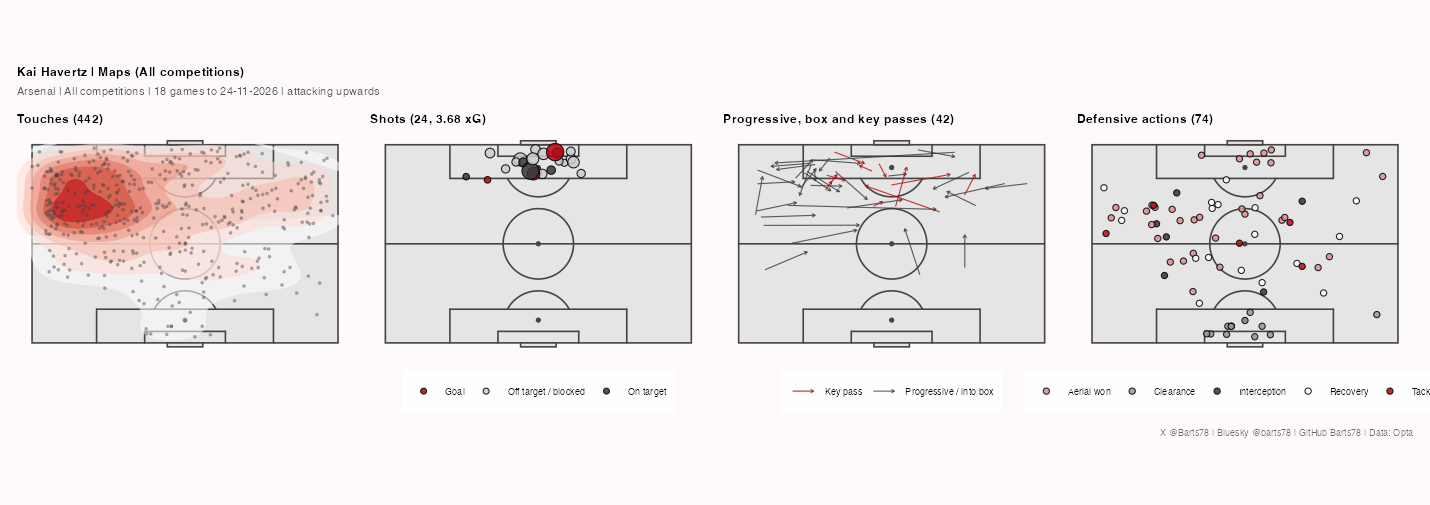 Kai Havertz | Maps (All competitions)
Arsenal | All competitions | 18 games to 24-11-2026 | attacking upwards
Touches (442)
Shots (24, 3.68 xG)
Progressive, box and key passes (42)
Defensive actions (74)
Goal
Off target / blocked
On target
Key pass
Progressive / Into box
Aerial won
Clearance
Interception
Recovery
Tack
X @Barts78 | Bluesky @barts78 | GitHub Barts78 | Data: Opta